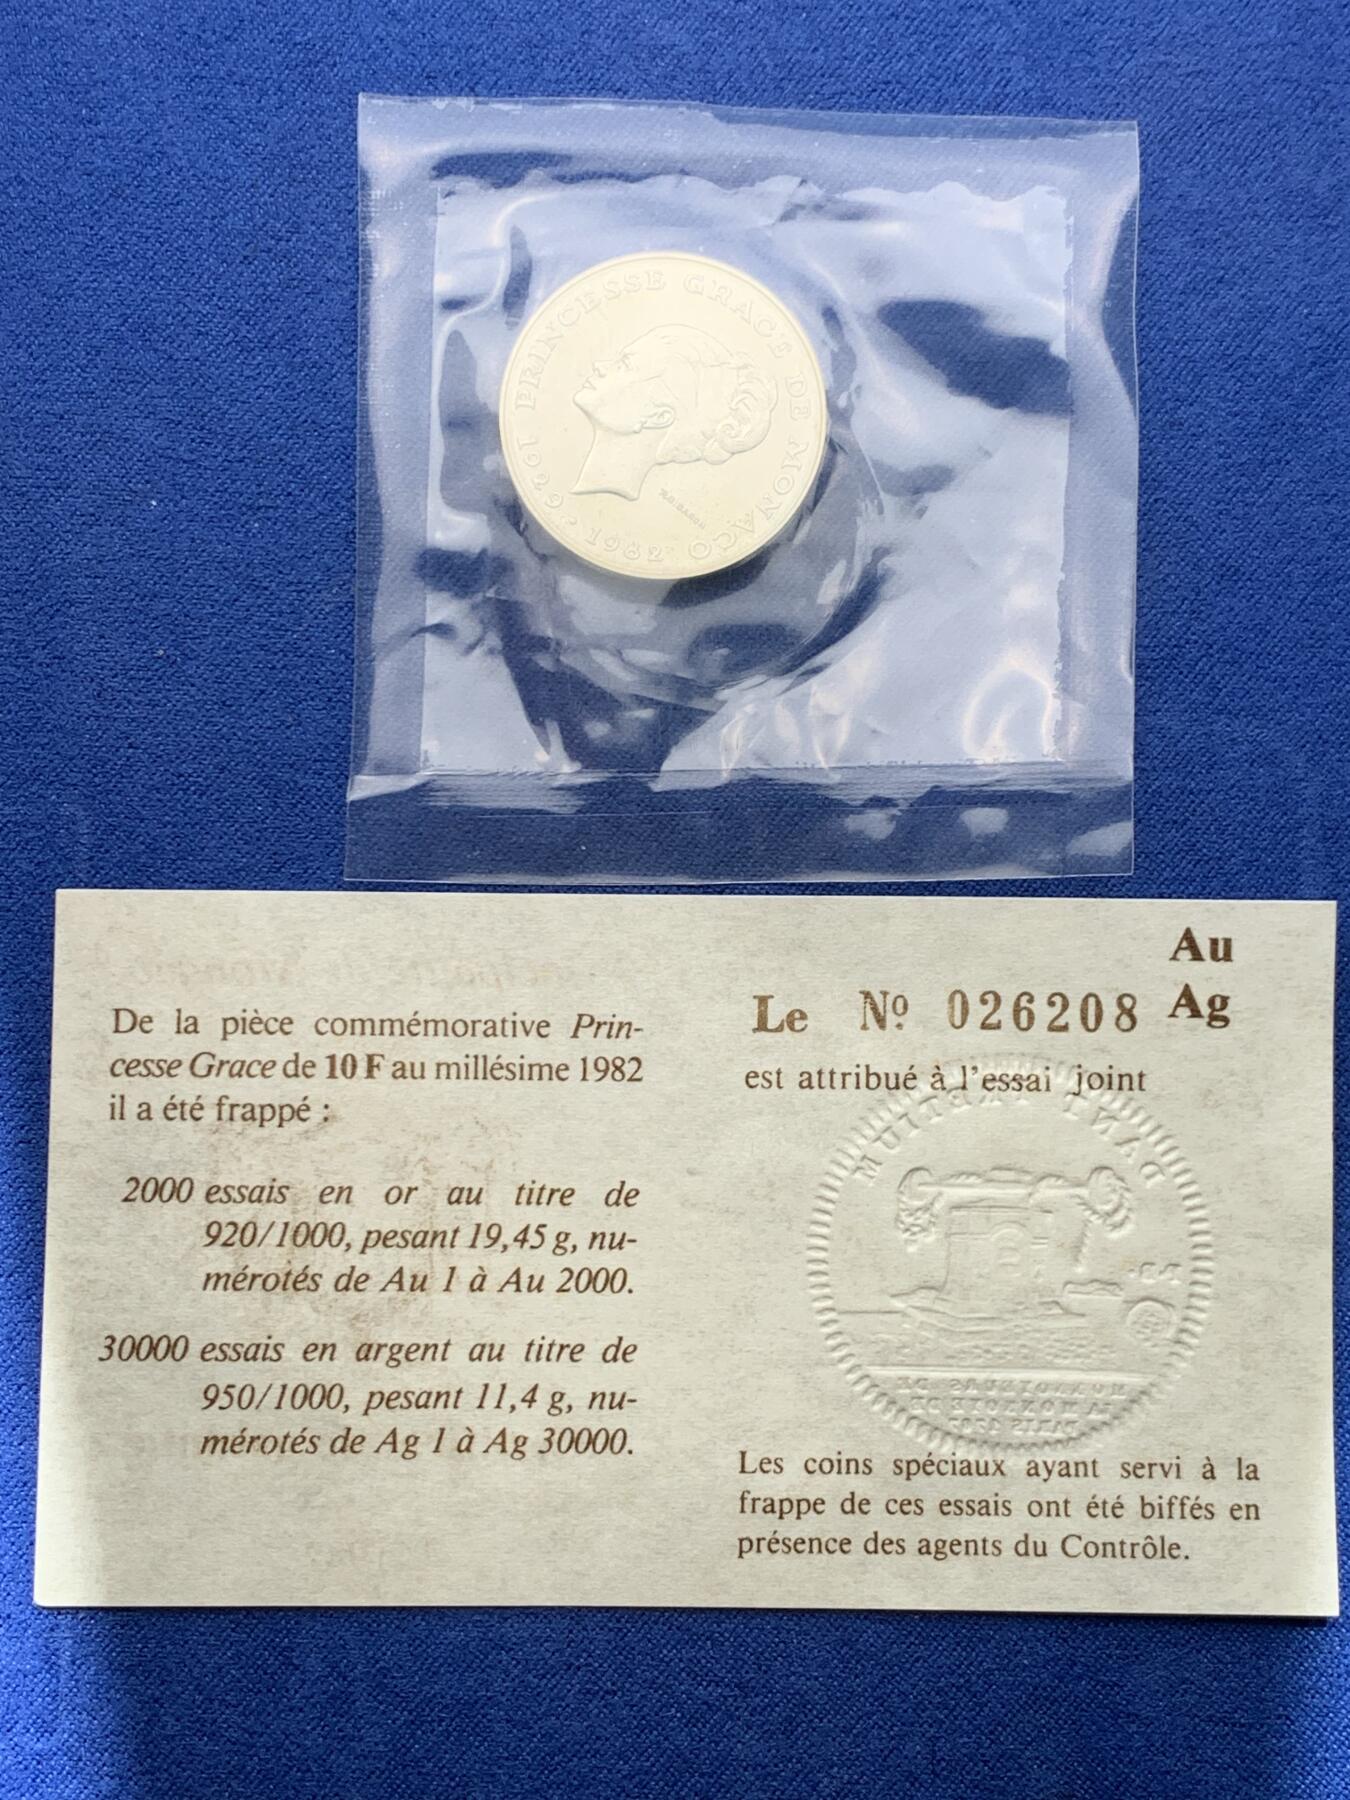 PRINCESSE GRACE DE MONACO
1982
R.B.BARON
De la pièce commémorative Prin-
cesse Grace de 10 F au millésime 1982
il a été frappé :
2000 essais en or au titre de
920/1000, pesant 19,45 g, nu-
mérotés de Au 1 à Au 2000.
30000 essais en argent au titre de
950/1000, pesant 11,4 g, nu-
mérotés de Ag 1 à Ag 30000.
Au
Le Nº 026208 Ag
est attribué à l'essai joint
Les coins spéciaux ayant servi à la
frappe de ces essais ont été biffés en
présence des agents du Contrôle.